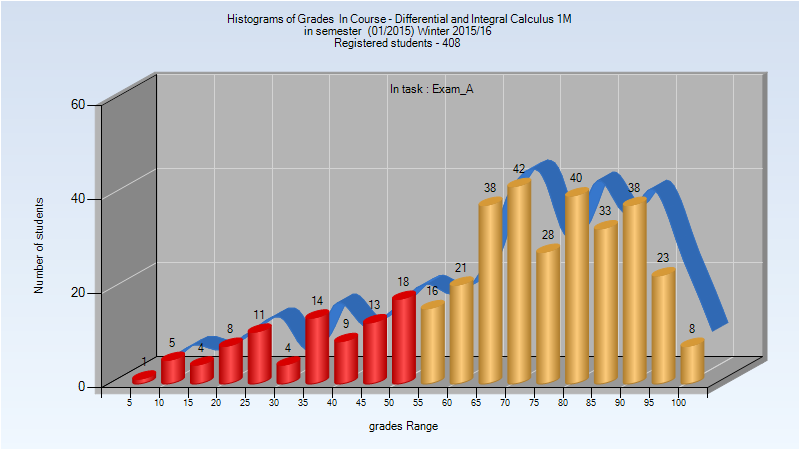 Histograms of Grades In Course - Differential and Integral Calculus 1M
in semester (01/2015) Winter 2015/16
Registered students - 408
In task : Exam_A
60
40
20
0
Number of students
1 5 4 8 11 4 14 9 13 18 16 21 38 42 28 40 33 38 23 8
5 10 15 20 25 30 35 40 45 50 55 60 65 70 75 80 85 90 95 100
grades Range